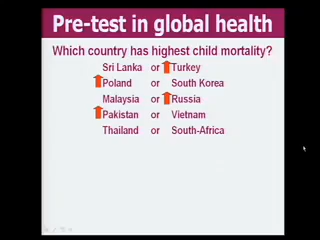 Pre-test in global health
Which country has highest child mortality?
Sri Lanka or Turkey
Poland or South Korea
Malaysia or Russia
Pakistan or Vietnam
Thailand or South-Africa